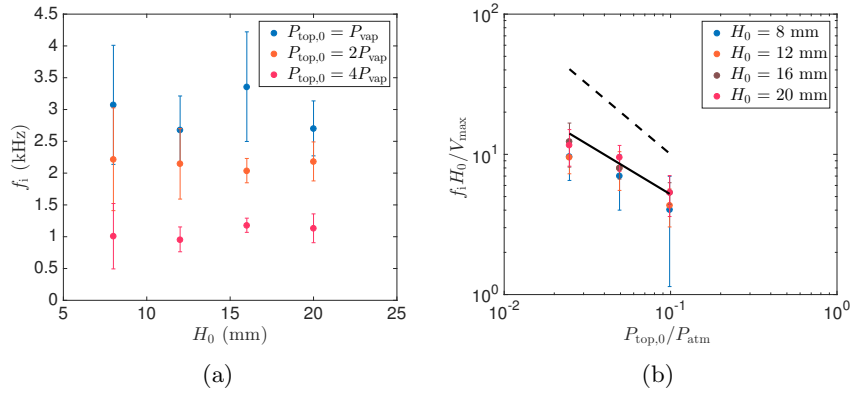 P_top,0 = P_vap
P_top,0 = 2P_vap
P_top,0 = 4P_vap
4.5
4
3.5
3
2.5
2
1.5
1
0.5
0
f_i (kHz)
5
10
15
20
25
H_0 (mm)
(a)
H_0 = 8 mm
H_0 = 12 mm
H_0 = 16 mm
H_0 = 20 mm
10^2
10^1
10^0
f_i H_0/V_max
10^-2
10^-1
10^0
P_top,0/P_atm
(b)